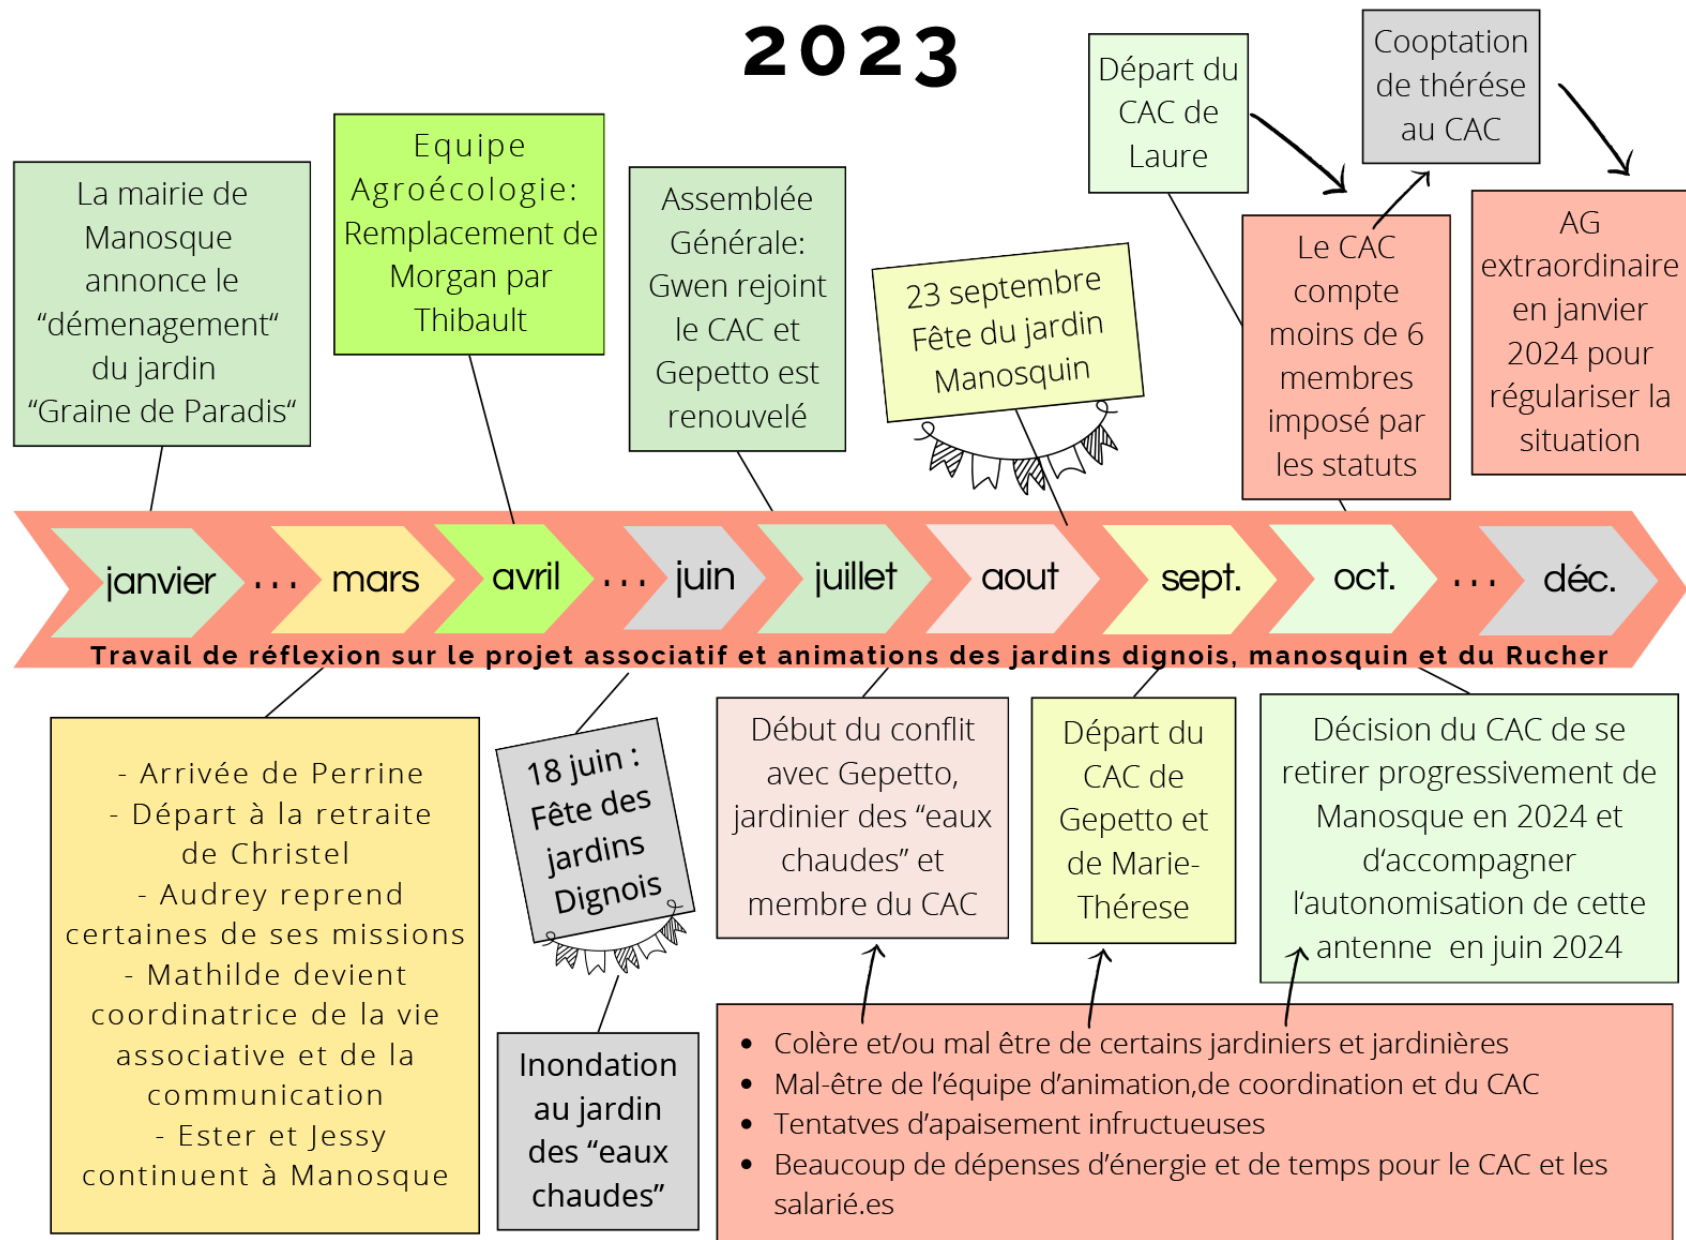 2023
La mairie de
Manosque
annonce le
“démenagement“
du jardin
“Graine de Paradis“
Equipe
Agroécologie:
Remplacement de
Morgan par
Thibault
Assemblée
Générale:
Gwen rejoint
le CAC et
Gepetto est
renouvelé
23 septembre
Fête du jardin
Manosquin
Départ du
CAC de
Laure
Le CAC
compte
moins de 6
membres
imposé par
les statuts
Cooptation
de thérése
au CAC
AG
extraordinaire
en janvier
2024 pour
régulariser la
situation
janvier ... mars avril ... juin juillet aout sept. oct. ... déc.
Travail de réflexion sur le projet associatif et animations des jardins dignois, manosquin et du Rucher
- Arrivée de Perrine
- Départ à la retraite
de Christel
- Audrey reprend
certaines de ses missions
- Mathilde devient
coordinatrice de la vie
associative et de la
communication
- Ester et Jessy
continuent à Manosque
18 juin :
Fête des
jardins
Dignois
Inondation
au jardin
des “eaux
chaudes”
Début du conflit
avec Gepetto,
jardinier des “eaux
chaudes” et
membre du CAC
Départ du
CAC de
Gepetto et
de Marie-
Thérese
Décision du CAC de se
retirer progressivement de
Manosque en 2024 et
d‘accompagner
l‘autonomisation de cette
antenne en juin 2024
• Colère et/ou mal être de certains jardiniers et jardinières
• Mal-être de l’équipe d’animation,de coordination et du CAC
• Tentatves d’apaisement infructueuses
• Beaucoup de dépenses d’énergie et de temps pour le CAC et les
salarié.es